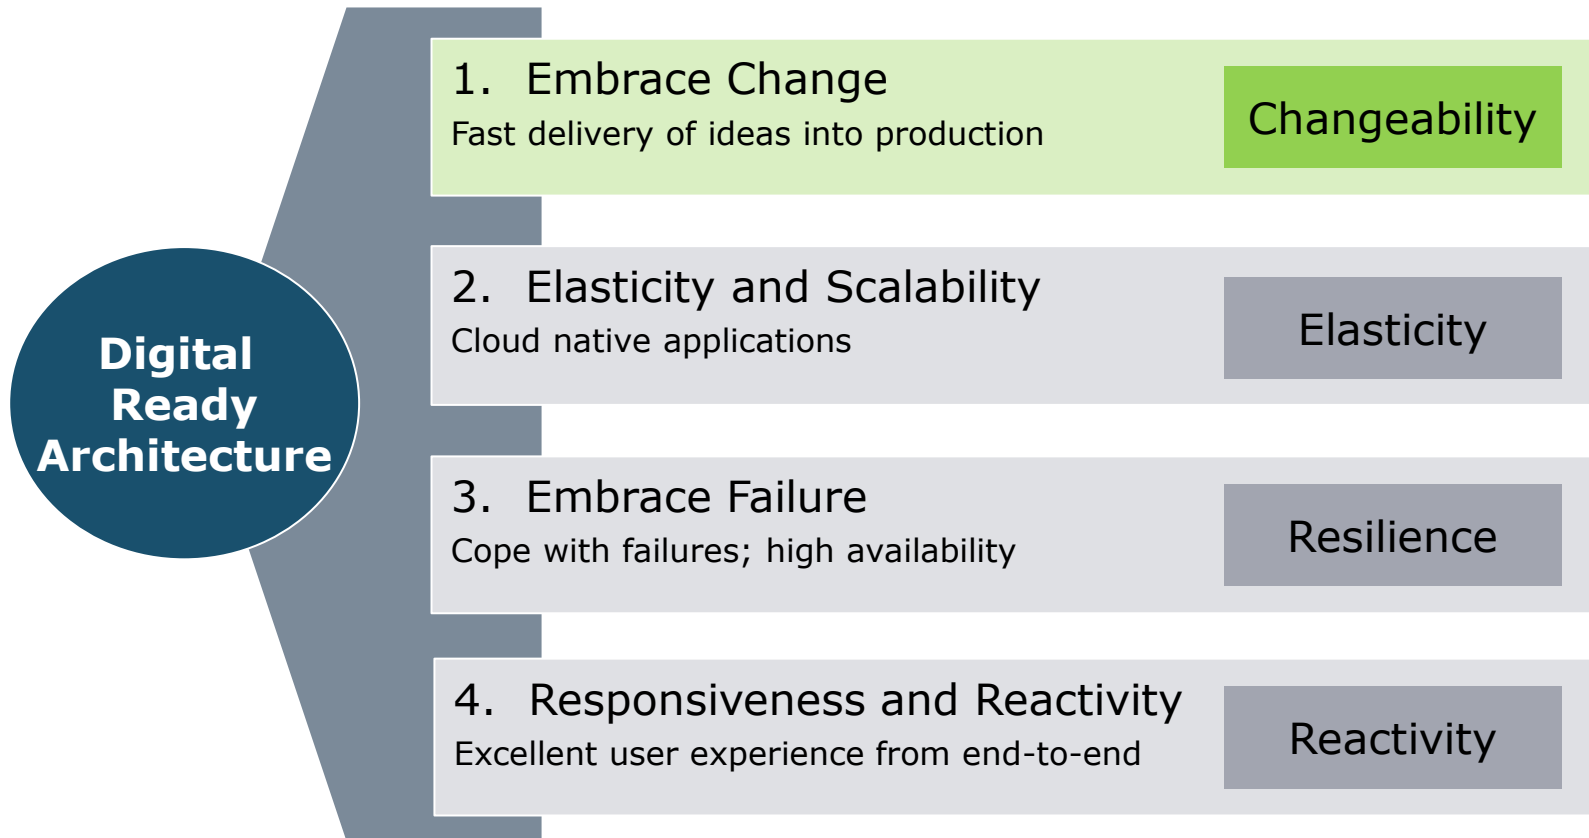 Digital
Ready
Architecture
1. Embrace Change
Fast delivery of ideas into production
Changeability
2. Elasticity and Scalability
Cloud native applications
Elasticity
3. Embrace Failure
Cope with failures; high availability
Resilience
4. Responsiveness and Reactivity
Excellent user experience from end-to-end
Reactivity